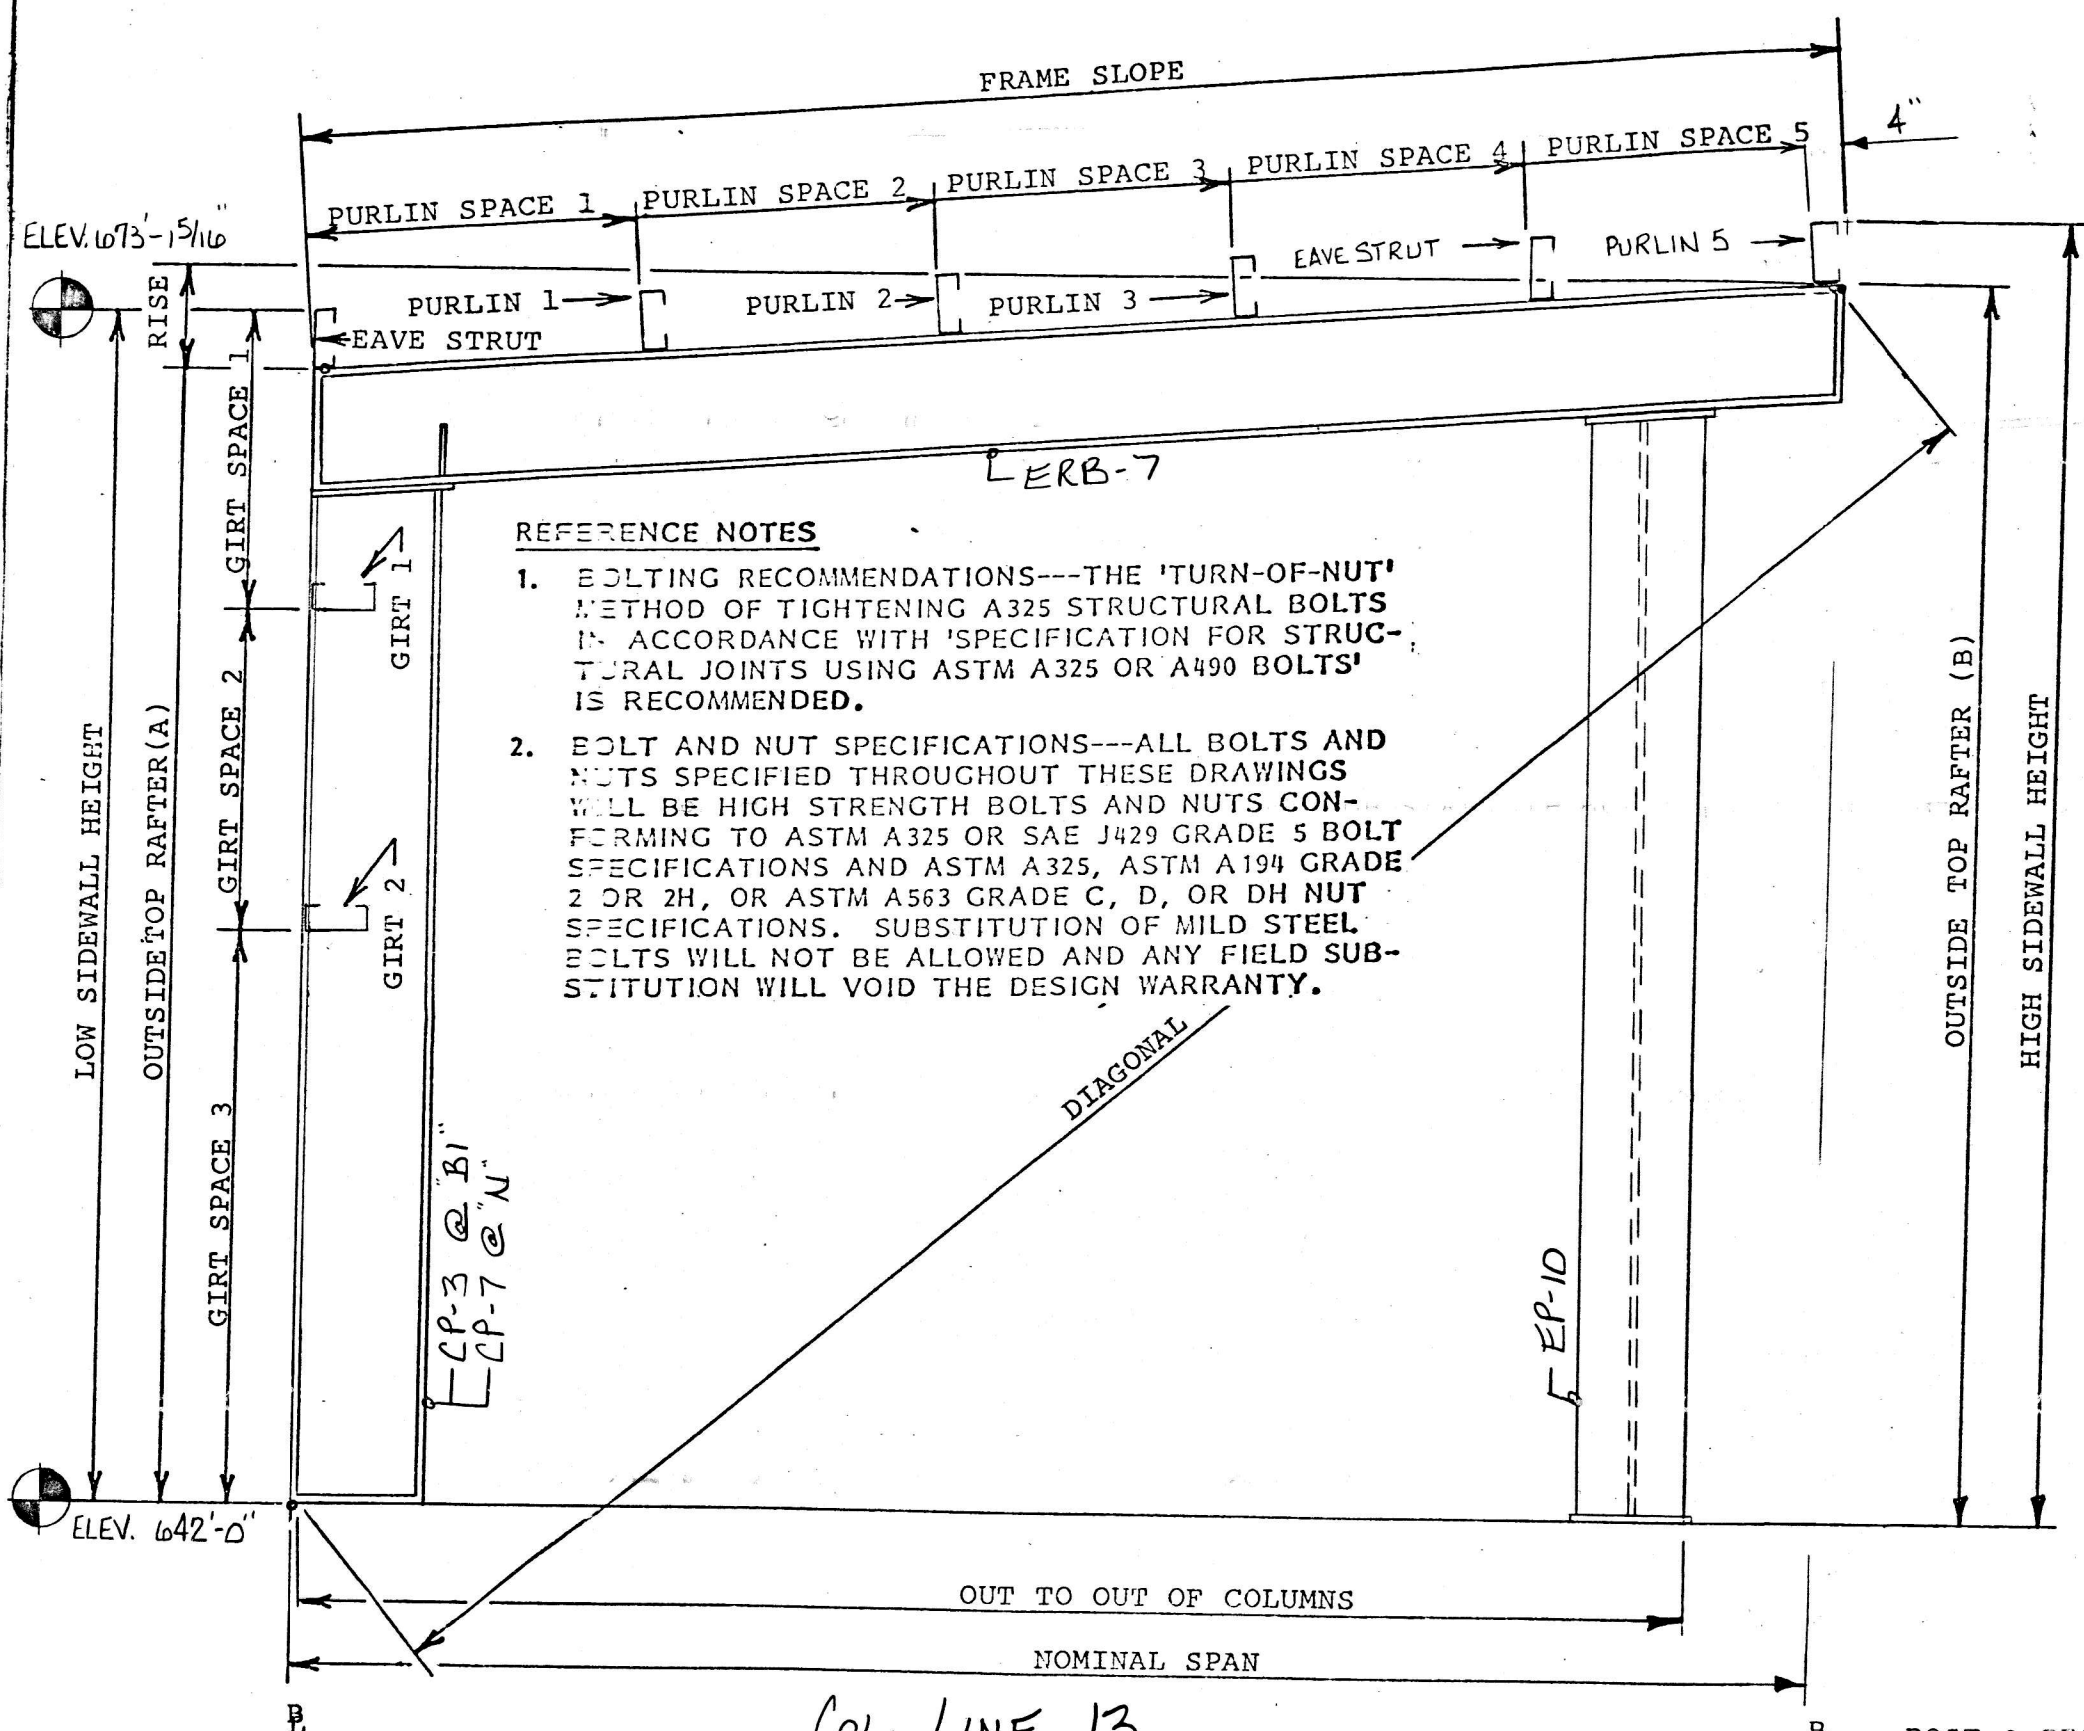 FRAME SLOPE
4"
PURLIN SPACE 1
PURLIN SPACE 2
PURLIN SPACE 3
PURLIN SPACE 4
PURLIN SPACE 5
ELEV. 673'-1 5/16"
RISE
PURLIN 1
PURLIN 2
PURLIN 3
EAVE STRUT
PURLIN 5
EAVE STRUT
GIRT SPACE 1
GIRT SPACE 2
GIRT SPACE 3
GIRT 1
GIRT 2
LOW SIDEWALL HEIGHT
OUTSIDE TOP RAFTER(A)
ERB-7
REFERENCE NOTES
1. BOLTING RECOMMENDATIONS---THE 'TURN-OF-NUT'
METHOD OF TIGHTENING A325 STRUCTURAL BOLTS
IN ACCORDANCE WITH 'SPECIFICATION FOR STRUC-
TURAL JOINTS USING ASTM A325 OR A490 BOLTS'
IS RECOMMENDED.
2. BOLT AND NUT SPECIFICATIONS---ALL BOLTS AND
NUTS SPECIFIED THROUGHOUT THESE DRAWINGS
WILL BE HIGH STRENGTH BOLTS AND NUTS CON-
FORMING TO ASTM A325 OR SAE J429 GRADE 5 BOLT
SPECIFICATIONS AND ASTM A325, ASTM A194 GRADE
2 OR 2H, OR ASTM A563 GRADE C, D, OR DH NUT
SPECIFICATIONS. SUBSTITUTION OF MILD STEEL
BOLTS WILL NOT BE ALLOWED AND ANY FIELD SUB-
STITUTION WILL VOID THE DESIGN WARRANTY.
DIAGONAL
CP-3 @ "B1"
CP-7 @ "N"
EP-10
OUTSIDE TOP RAFTER (B)
HIGH SIDEWALL HEIGHT
ELEV. 642'-0"
OUT TO OUT OF COLUMNS
NOMINAL SPAN
LINE 13